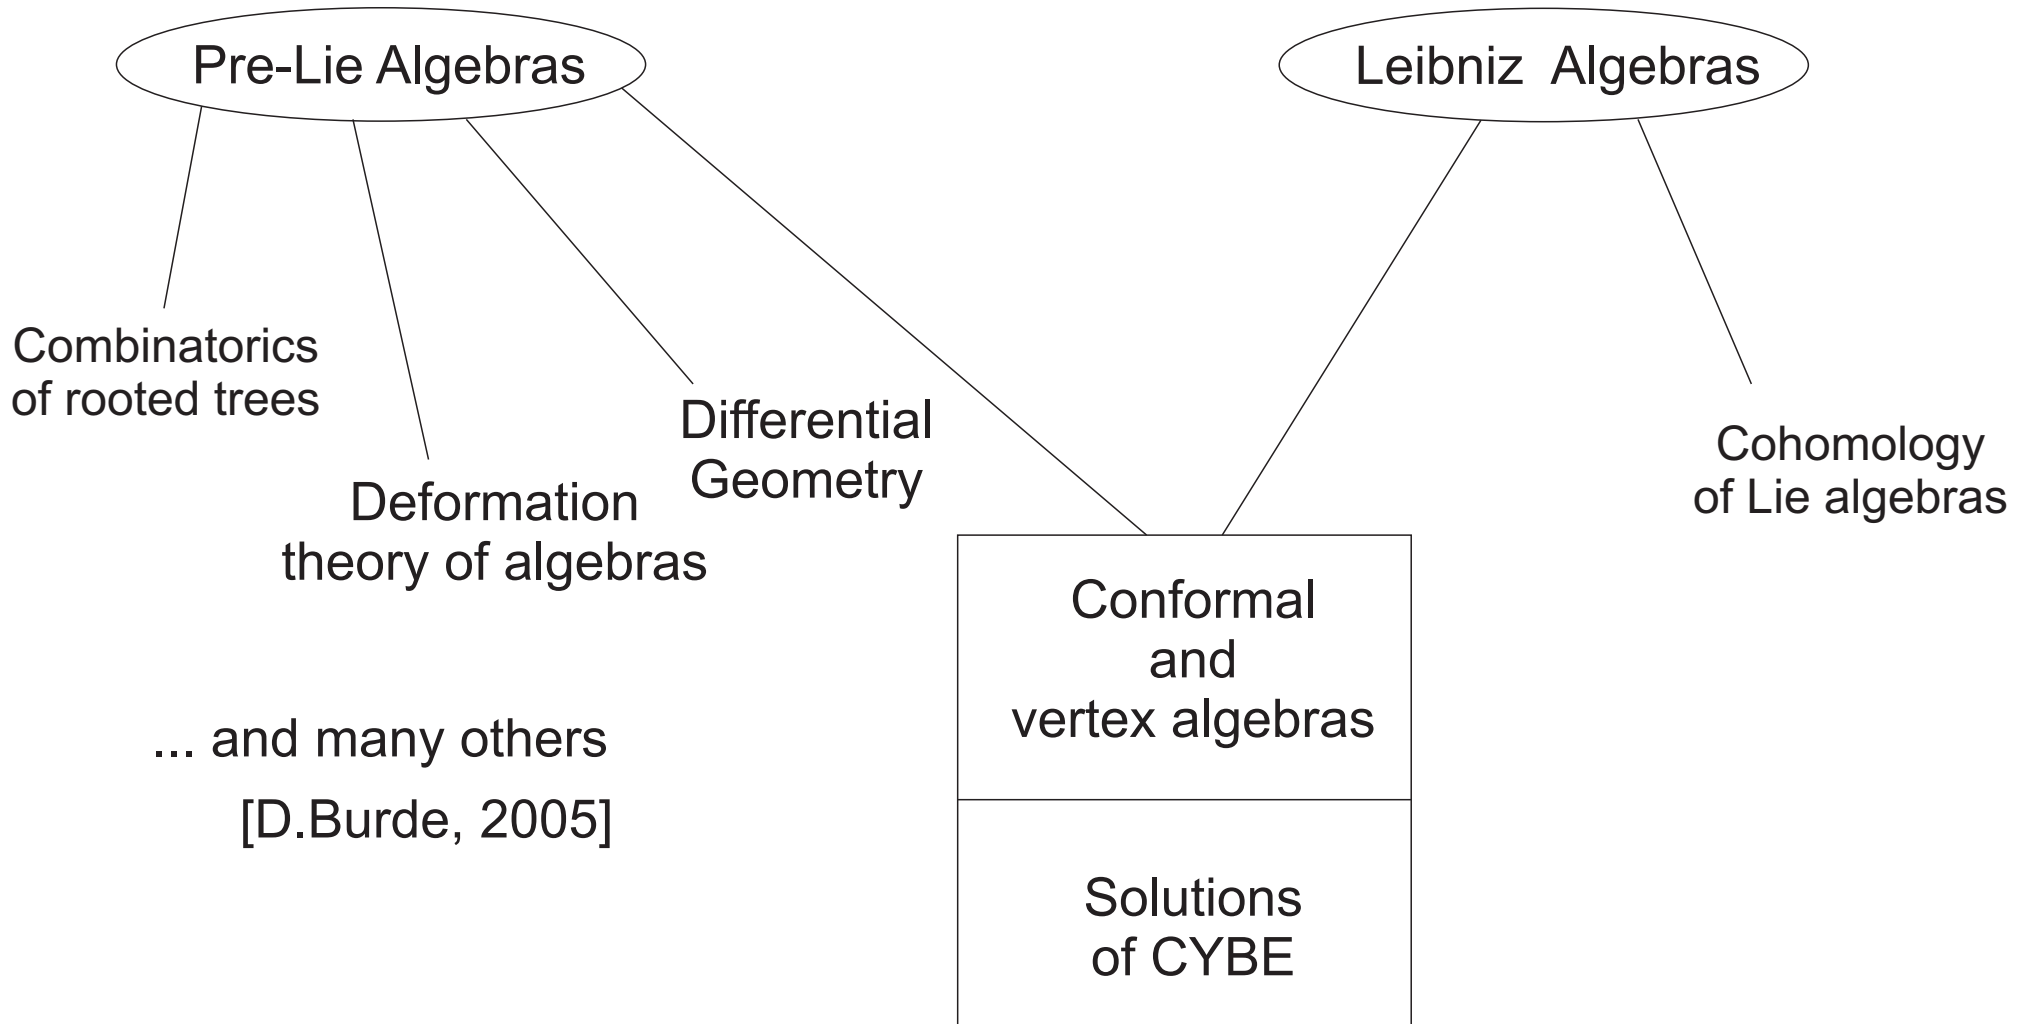 Pre-Lie Algebras
Leibniz Algebras
Combinatorics
of rooted trees
Deformation
theory of algebras
Differential
Geometry
Cohomology
of Lie algebras
Conformal
and
vertex algebras
Solutions
of CYBE
... and many others
[D.Burde, 2005]